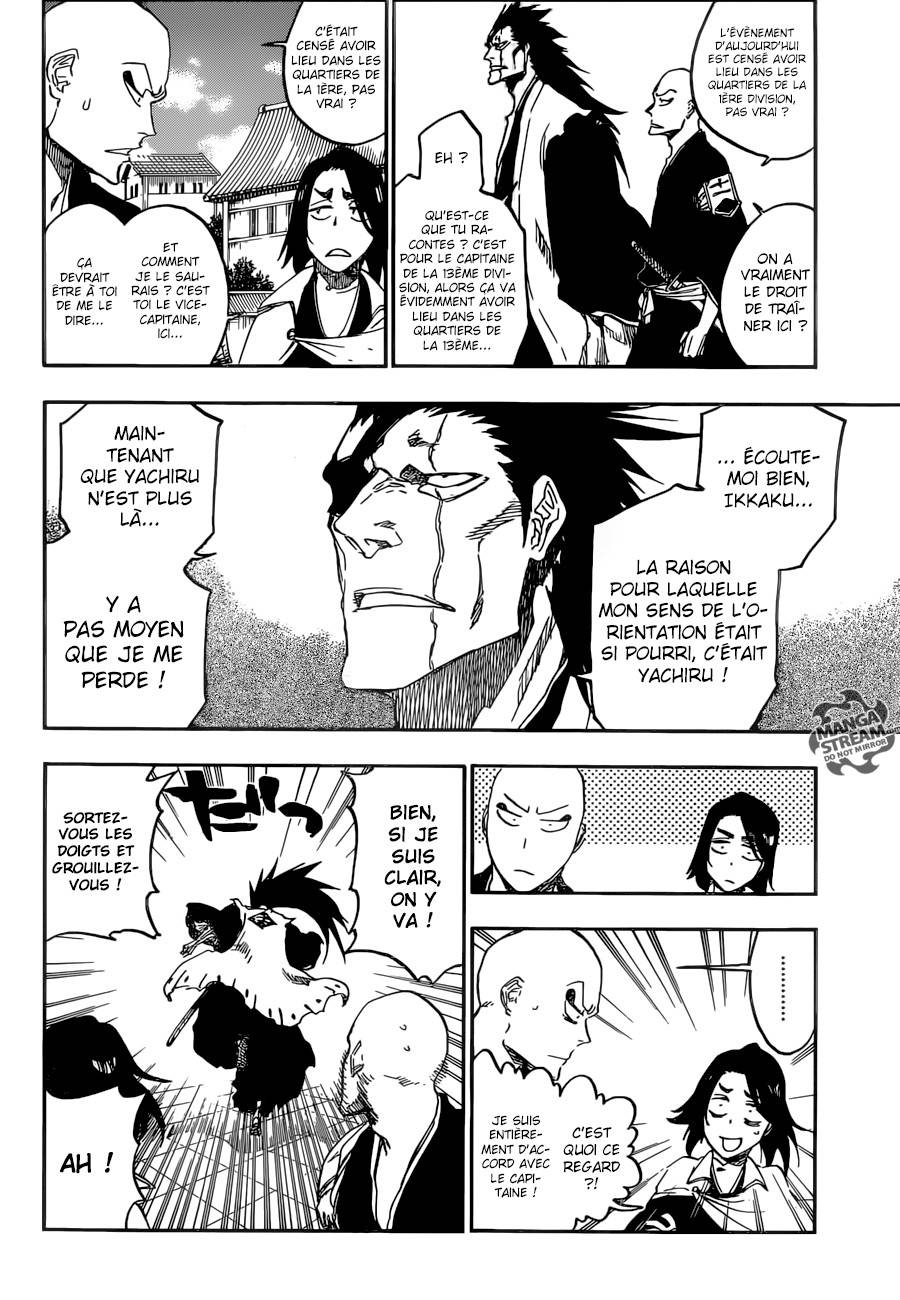 L'ÉVÈNEMENT
D'AUJOURD'HUI
EST CENSÉ AVOIR
LIEU DANS LES
QUARTIERS DE LA
1ÈRE DIVISION,
PAS VRAI ?
ON A
VRAIMENT
LE DROIT
DE TRAÎ-
NER ICI ?
EH ?
QU'EST-CE
QUE TU RA-
CONTES ? C'EST
POUR LE CAPITAINE
DE LA 13ÈME DIVI-
SION, ALORS ÇA VA
ÉVIDEMMENT AVOIR
LIEU DANS LES
QUARTIERS DE
LA 13ÈME...
C'ÉTAIT
CENSÉ AVOIR
LIEU DANS LES
QUARTIERS DE
LA 1ÈRE, PAS
VRAI ?
ET
COMMENT
JE LE SAU-
RAIS ? C'EST
TOI LE VICE-
CAPITAINE,
ICI...
ÇA
DEVRAIT
ÊTRE À TOI
DE ME LE
DIRE...
... ÉCOUTE-
MOI BIEN,
IKKAKU...
LA RAISON
POUR LAQUELLE
MON SENS DE L'O-
RIENTATION ÉTAIT
SI POURRI, C'ÉTAIT
YACHIRU !
MAIN-
TENANT
QUE YACHIRU
N'EST PLUS
LÀ...
Y A
PAS MOYEN
QUE JE ME
PERDE !
MANGA
STREAM
DO NOT MIRROR
.........
C'EST
QUOI CE
REGARD
?!
JE SUIS
ENTIÈRE-
MENT D'AC-
CORD AVEC
LE CAPI-
TAINE !
BIEN,
SI JE
SUIS
CLAIR,
ON Y
VA !
SORTEZ-
VOUS LES
DOIGTS ET
GROUILLEZ-
VOUS !
AH !